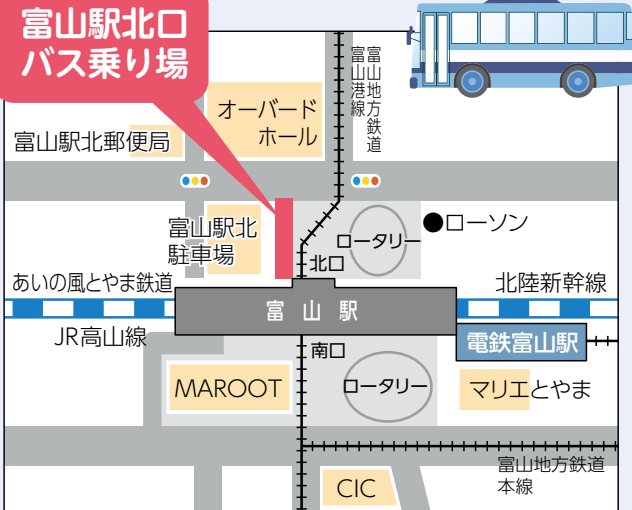 富山駅北口
バス乗り場
富山地方鉄道
富山港線
オーバード
ホール
富山駅北郵便局
富山駅北
駐車場
ロータリー
●ローソン
北口
あいの風とやま鉄道
北陸新幹線
富山駅
JR高山線
南口
電鉄富山駅
MAROOT
ロータリー
マリエとやま
富山地方鉄道
本線
CIC